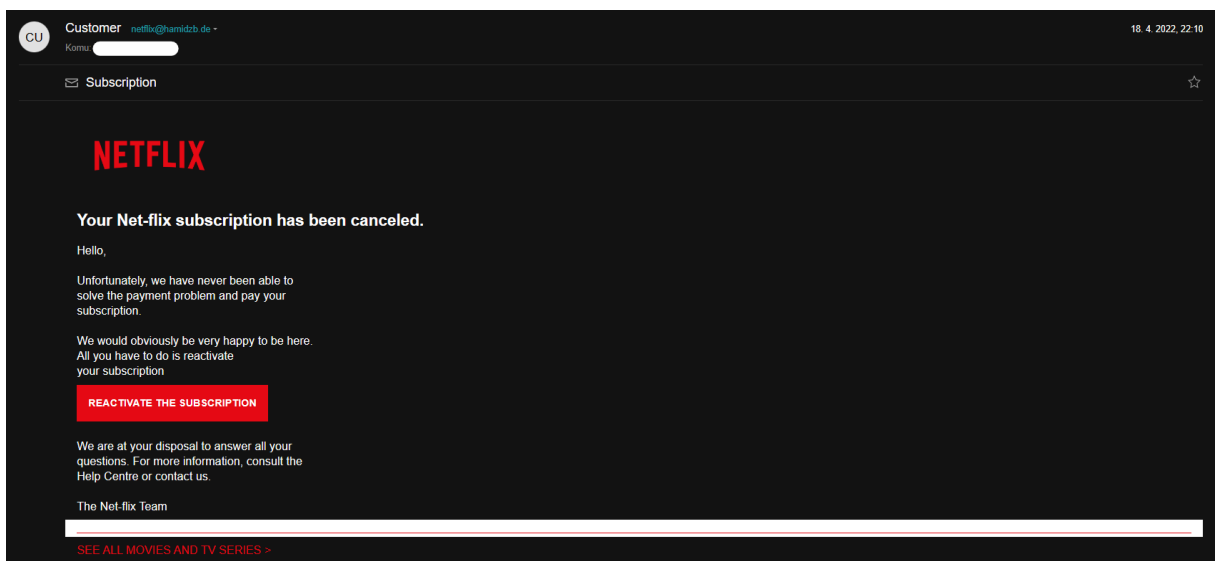 CU
Customer netflix@hamidzb.de
18. 4. 2022, 22:10
Komu:
Subscription
NETFLIX
Your Net-flix subscription has been canceled.
Hello,
Unfortunately, we have never been able to
solve the payment problem and pay your
subscription.
We would obviously be very happy to be here.
All you have to do is reactivate
your subscription
REACTIVATE THE SUBSCRIPTION
We are at your disposal to answer all your
questions. For more information, consult the
Help Centre or contact us.
The Net-flix Team
SEE ALL MOVIES AND TV SERIES >